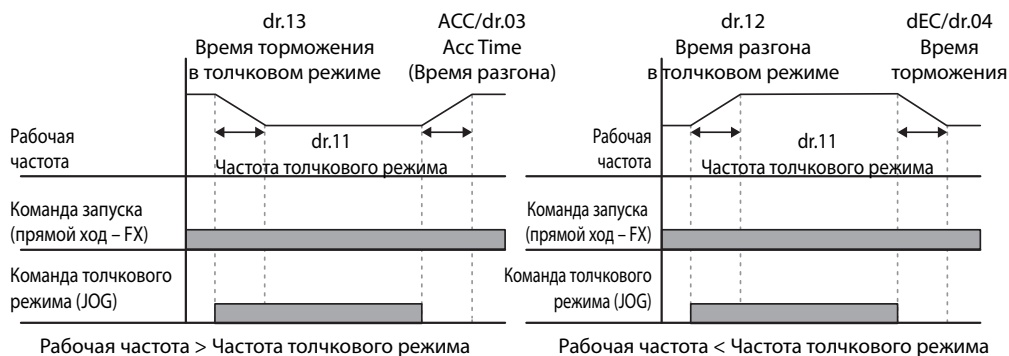 dr.13
Время торможения
в толчковом режиме
ACC/dr.03
Acc Time
(Время разгона)
Рабочая
частота
dr.11
Частота толчкового режима
Команда запуска
(прямой ход – FX)
Команда толчкового
режима (JOG)
Рабочая частота > Частота толчкового режима
dr.12
Время разгона
в толчковом режиме
dEC/dr.04
Время
торможения
Рабочая
частота
dr.11
Частота толчкового режима
Команда запуска
(прямой ход – FX)
Команда толчкового
режима (JOG)
Рабочая частота < Частота толчкового режима